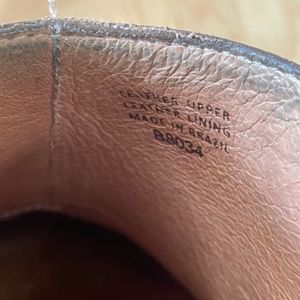 LEATHER UPPER
LEATHER LINING
MADE IN BRAZIL
B8034